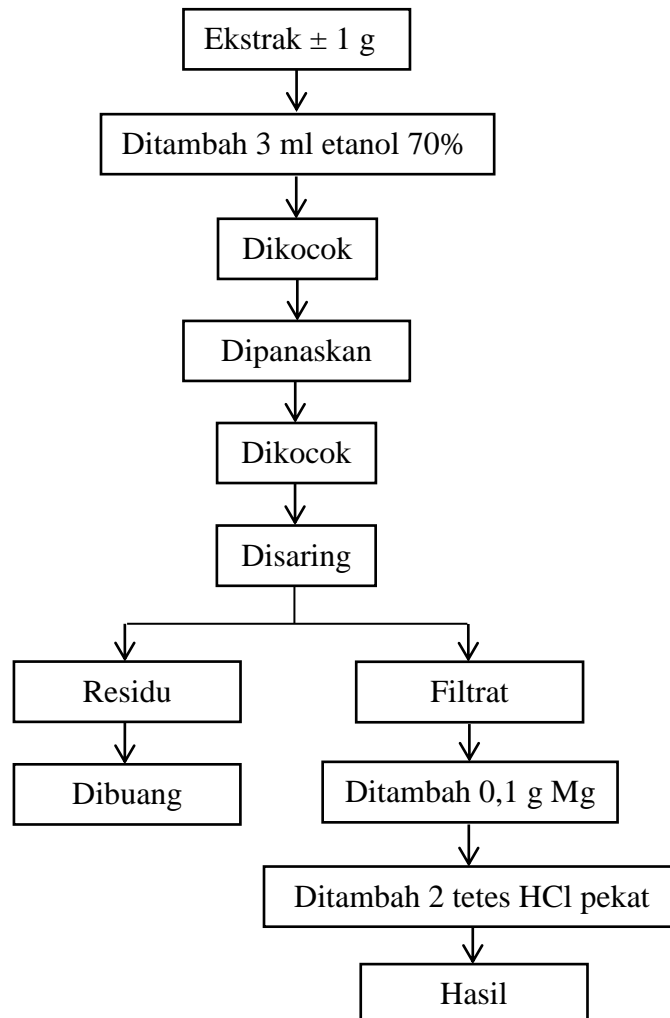 Ekstrak ± 1 g
Ditambah 3 ml etanol 70%
Dikocok
Dipanaskan
Dikocok
Disaring
Residu
Filtrat
Dibuang
Ditambah 0,1 g Mg
Ditambah 2 tetes HCl pekat
Hasil